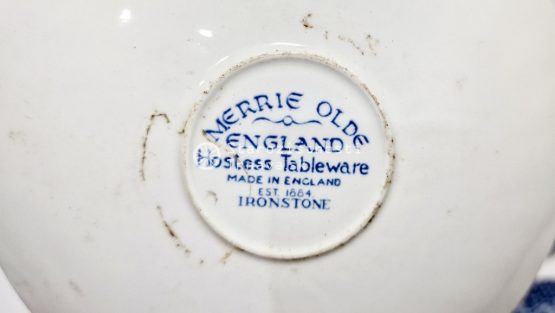 MERRIE OLDE
ENGLAND
Hostess Tableware
MADE IN ENGLAND
EST. 1884
IRONSTONE